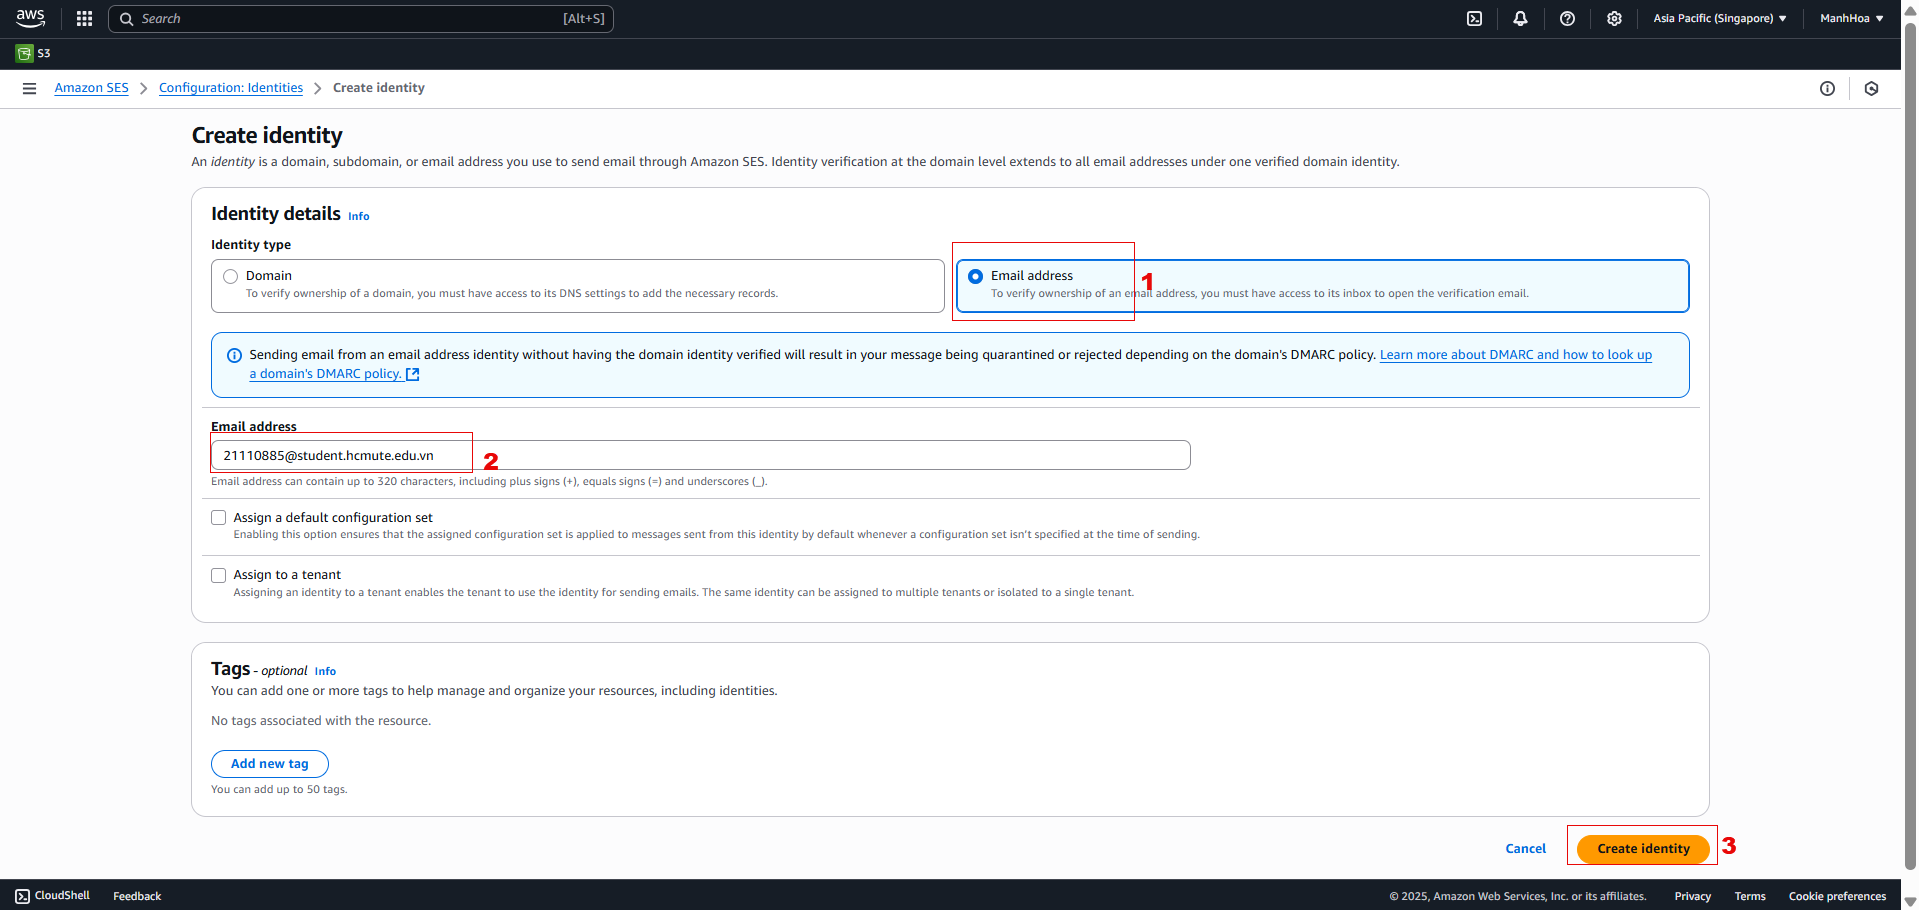 aws
Search [Alt+S]
Asia Pacific (Singapore) ManhHoa
S3
Amazon SES Configuration: Identities Create identity
Create identity
An identity is a domain, subdomain, or email address you use to send email through Amazon SES. Identity verification at the domain level extends to all email addresses under one verified domain identity.
Identity details Info
Identity type
Domain
To verify ownership of a domain, you must have access to its DNS settings to add the necessary records.
Email address
To verify ownership of an email address, you must have access to its inbox to open the verification email.
1
Sending email from an email address identity without having the domain identity verified will result in your message being quarantined or rejected depending on the domain's DMARC policy. Learn more about DMARC and how to look up
a domain's DMARC policy.
Email address
21110885@student.hcmute.edu.vn
2
Email address can contain up to 320 characters, including plus signs (+), equals signs (=) and underscores (_).
Assign a default configuration set
Enabling this option ensures that the assigned configuration set is applied to messages sent from this identity by default whenever a configuration set isn't specified at the time of sending.
Assign to a tenant
Assigning an identity to a tenant enables the tenant to use the identity for sending emails. The same identity can be assigned to multiple tenants or isolated to a single tenant.
Tags - optional Info
You can add one or more tags to help manage and organize your resources, including identities.
No tags associated with the resource.
Add new tag
You can add up to 50 tags.
Cancel Create identity 3
CloudShell Feedback © 2025, Amazon Web Services, Inc. or its affiliates. Privacy Terms Cookie preferences